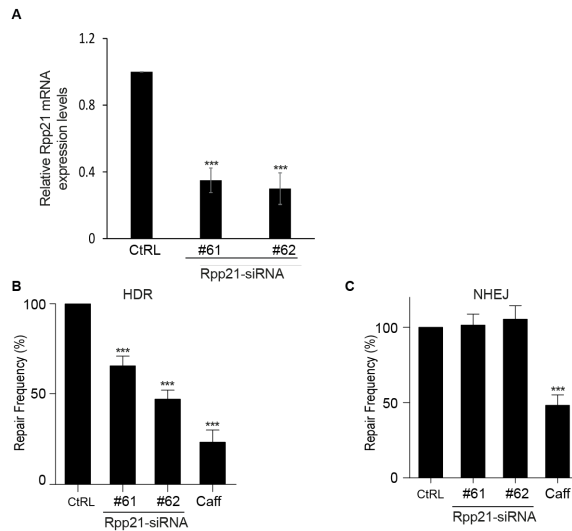 A
Relative Rpp21 mRNA
expression levels
1.2
0.8
0.4
0
***
***
CtRL
#61
#62
Rpp21-siRNA
B
HDR
Repair Frequency (%)
100
50
0
***
***
***
CtRL
#61
#62
Caff
Rpp21-siRNA
C
NHEJ
Repair Frequency (%)
100
50
0
***
CtRL
#61
#62
Caff
Rpp21-siRNA